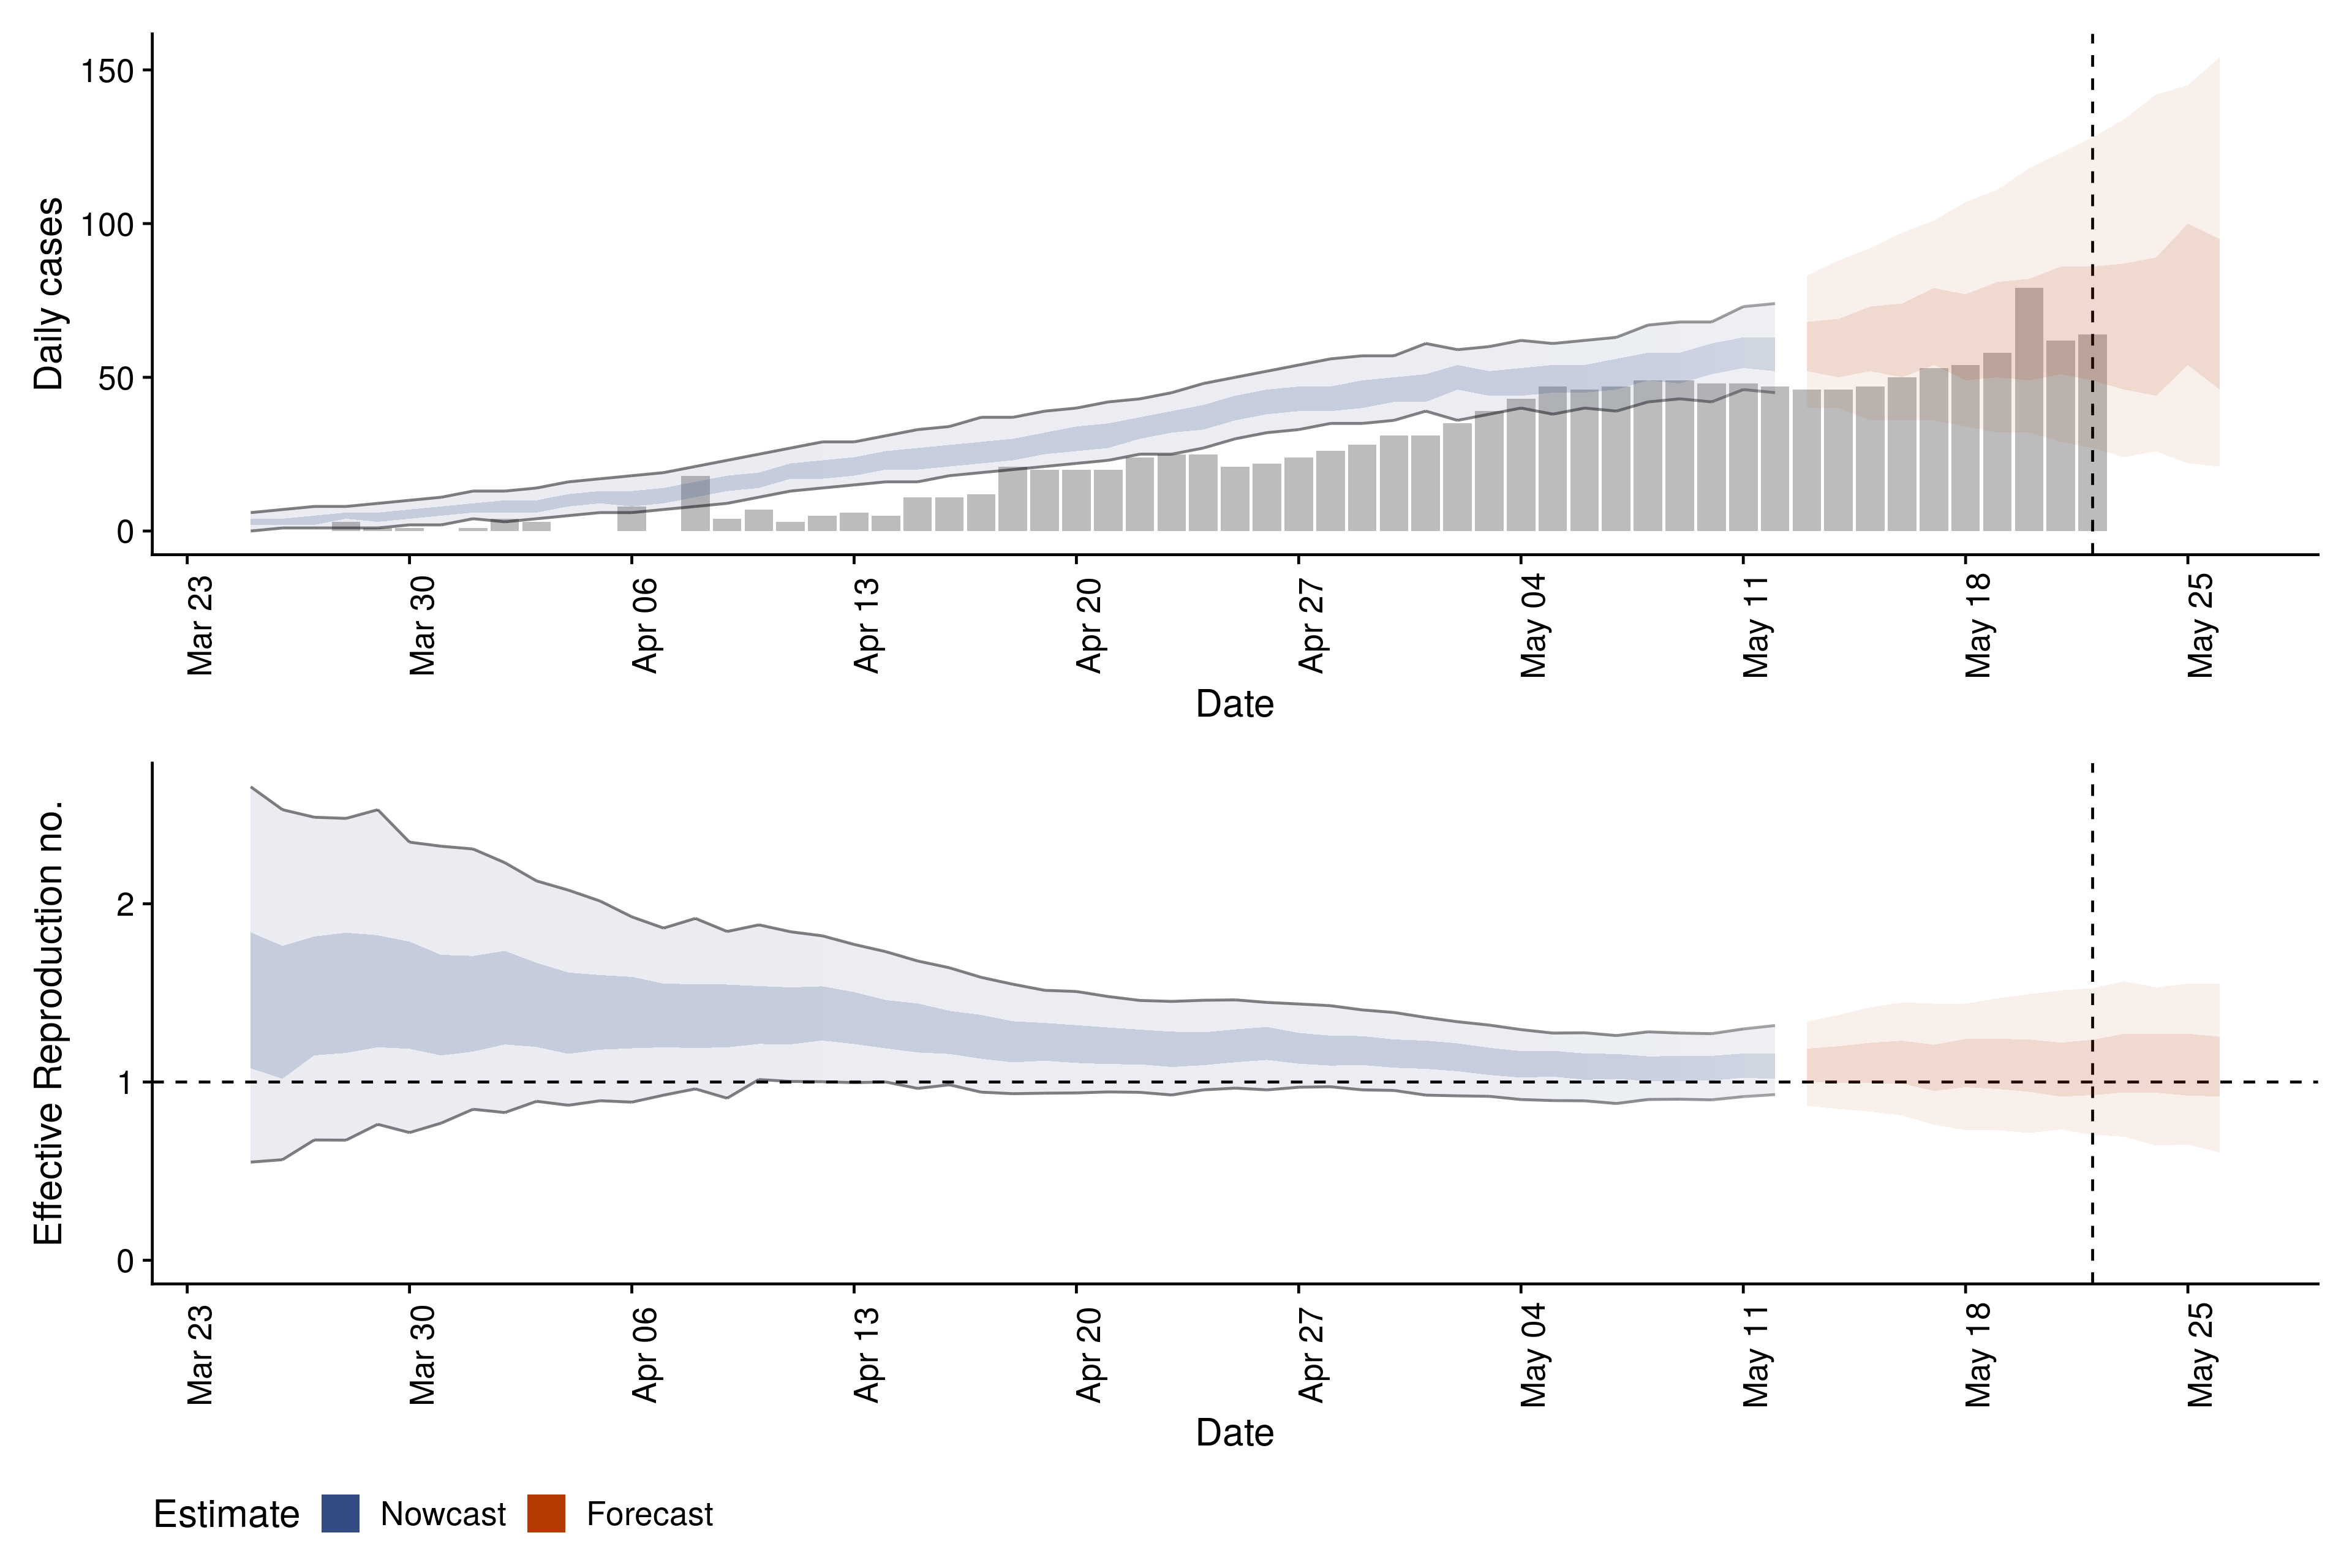 150
100
50
0
Daily cases
Mar 23
Mar 30
Apr 06
Apr 13
Apr 20
Apr 27
May 04
May 11
May 18
May 25
Date
2
1
0
Effective Reproduction no.
Mar 23
Mar 30
Apr 06
Apr 13
Apr 20
Apr 27
May 04
May 11
May 18
May 25
Date
Estimate Nowcast Forecast